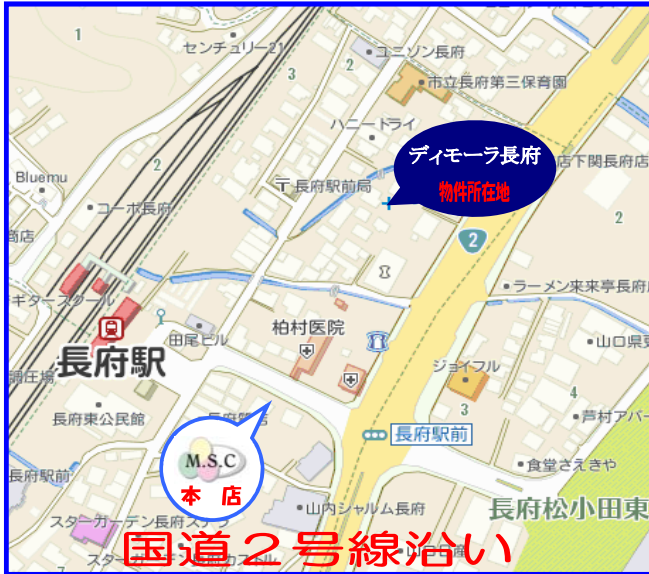 1
センチュリー21
ユニゾン長府
3
2
2
市立長府第三保育園
ハニードライ
ディモーラ長府
物件所在地
店下関長府店
Bluemu
2
〒長府駅前局
コーポ長府
商店
2
2
ラーメン来来亭長府店
ギタースクール
田尾ビル
柏村医院
山口県
長府駅
ジョイフル
調圧場
3
4
芦村アパー
長府東公民館
長府駅前
M.S.C
本店
食堂さえきや
長府駅前
山内シャルム長府
長府松小田東
スターガーデン長府ステ
国道2号線沿い